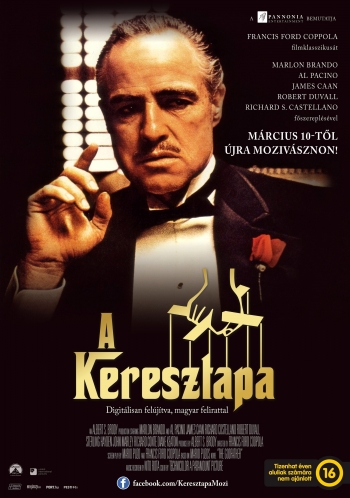 A PANNONIA BEMUTATJA
ENTERTAINMENT
FRANCIS FORD COPPOLA
filmklasszikusát
MARLON BRANDO
AL PACINO
JAMES CAAN
ROBERT DUVALL
RICHARD S. CASTELLANO
főszereplésével
MÁRCIUS 10-TŐL
ÚJRA MOZIVÁSZNON!
A
Keresztapa
Digitálisan felújítva, magyar felirattal
facebook.com/KeresztapaMozi
16
Tizenhat éven
aluliak számára
nem ajánlott